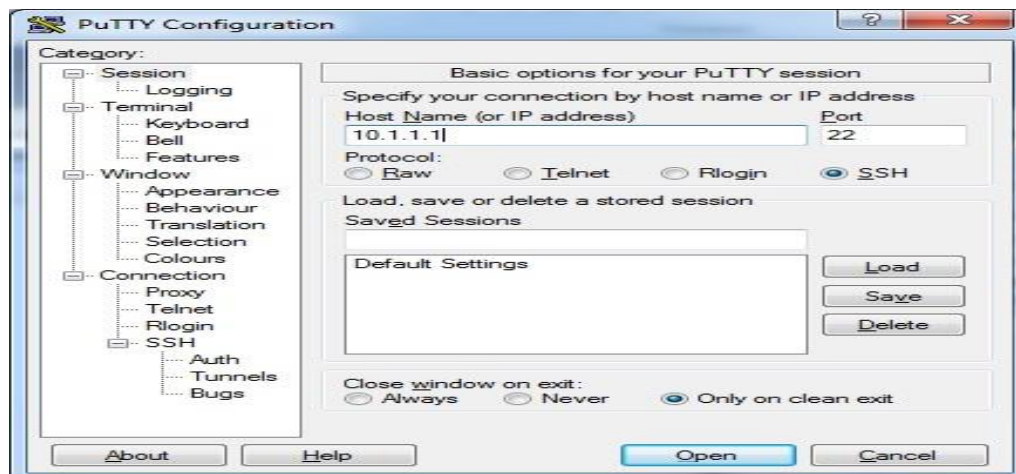 PuTTY Configuration
Category:
Session
Logging
Terminal
Keyboard
Bell
Features
Window
Appearance
Behaviour
Translation
Selection
Colours
Connection
Proxy
Telnet
Rlogin
SSH
Auth
Tunnels
Bugs
Basic options for your PuTTY session
Specify your connection by host name or IP address
Host Name (or IP address) Port
10.1.1.1 22
Protocol:
Raw Telnet Rlogin SSH
Load, save or delete a stored session
Saved Sessions
Default Settings
Load
Save
Delete
Close window on exit:
Always Never Only on clean exit
About Help Open Cancel